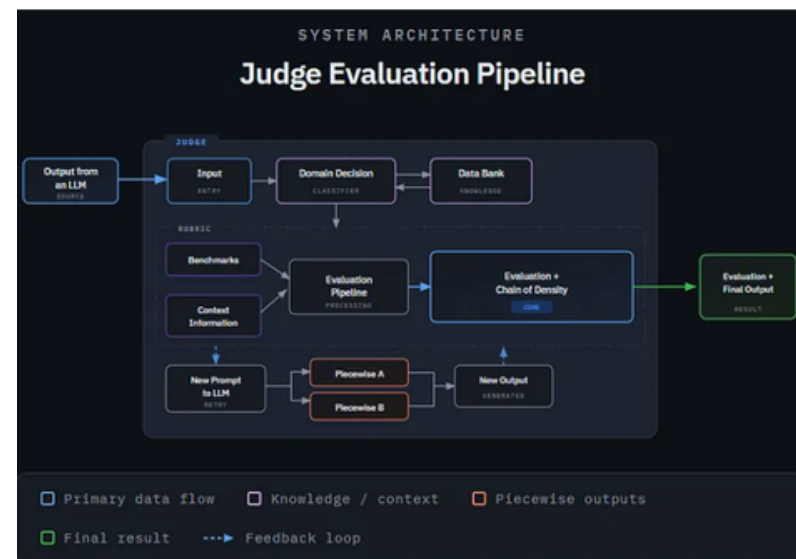 SYSTEM ARCHITECTURE
Judge Evaluation Pipeline
JUDGE
Output from
an LLM
SOURCE
Input
ENTRY
Domain Decision
CLASSIFIER
Data Bank
KNOWLEDGE
RUBRIC
Benchmarks
Context
Information
Evaluation
Pipeline
PROCESSING
Evaluation +
Chain of Density
CORE
Evaluation +
Final Output
RESULT
New Prompt
to LLM
RETRY
Piecewise A
Piecewise B
New Output
GENERATED
Primary data flow
Knowledge / context
Piecewise outputs
Final result
Feedback loop